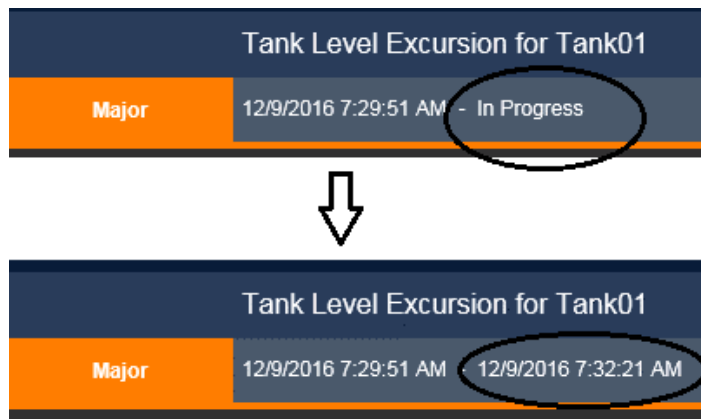 Tank Level Excursion for Tank01
Major
12/9/2016 7:29:51 AM - In Progress
Tank Level Excursion for Tank01
Major
12/9/2016 7:29:51 AM - 12/9/2016 7:32:21 AM